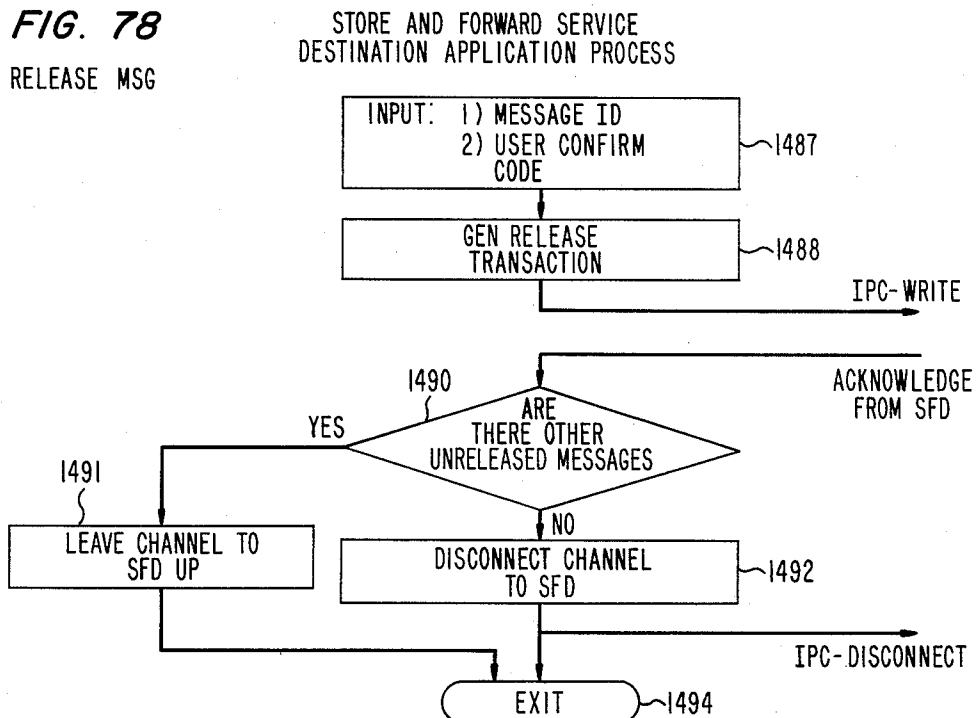 FIG. 78
STORE AND FORWARD SERVICE
DESTINATION APPLICATION PROCESS
RELEASE MSG
INPUT: 1) MESSAGE ID
2) USER CONFIRM
CODE
1487
GEN RELEASE
TRANSACTION
1488
IPC-WRITE
ACKNOWLEDGE
FROM SFD
1490
ARE
THERE OTHER
UNRELEASED MESSAGES
YES
NO
1491
LEAVE CHANNEL TO
SFD UP
DISCONNECT CHANNEL
TO SFD
1492
IPC-DISCONNECT
EXIT
1494